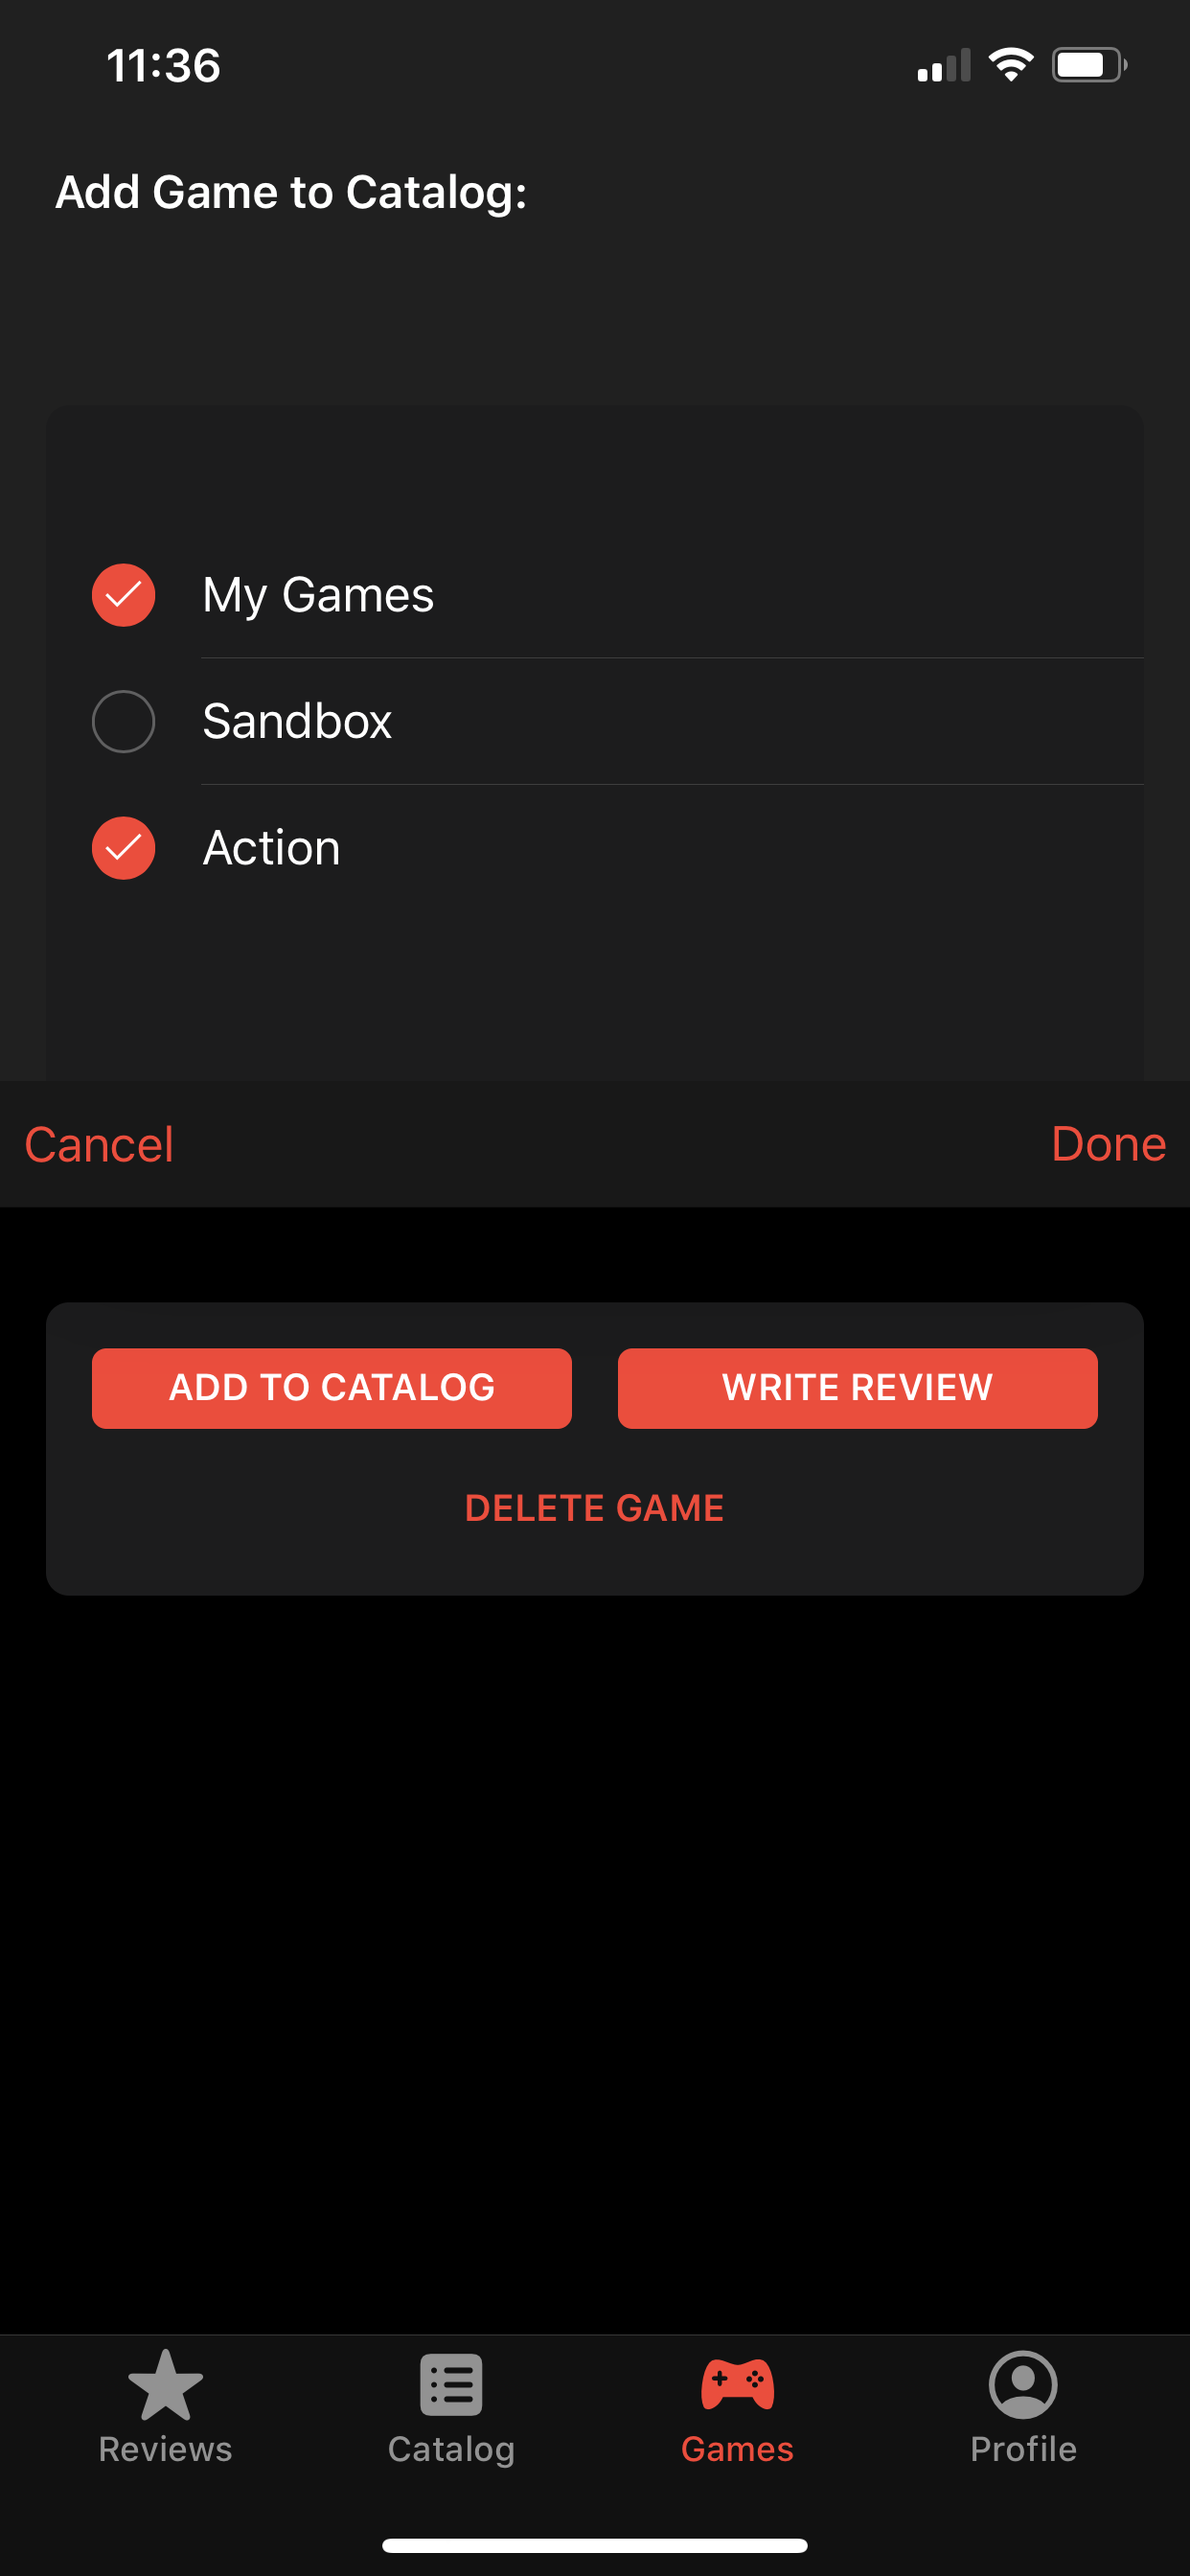 11:36
Add Game to Catalog:
My Games
Sandbox
Action
Cancel Done
ADD TO CATALOG WRITE REVIEW
DELETE GAME
Reviews Catalog Games Profile